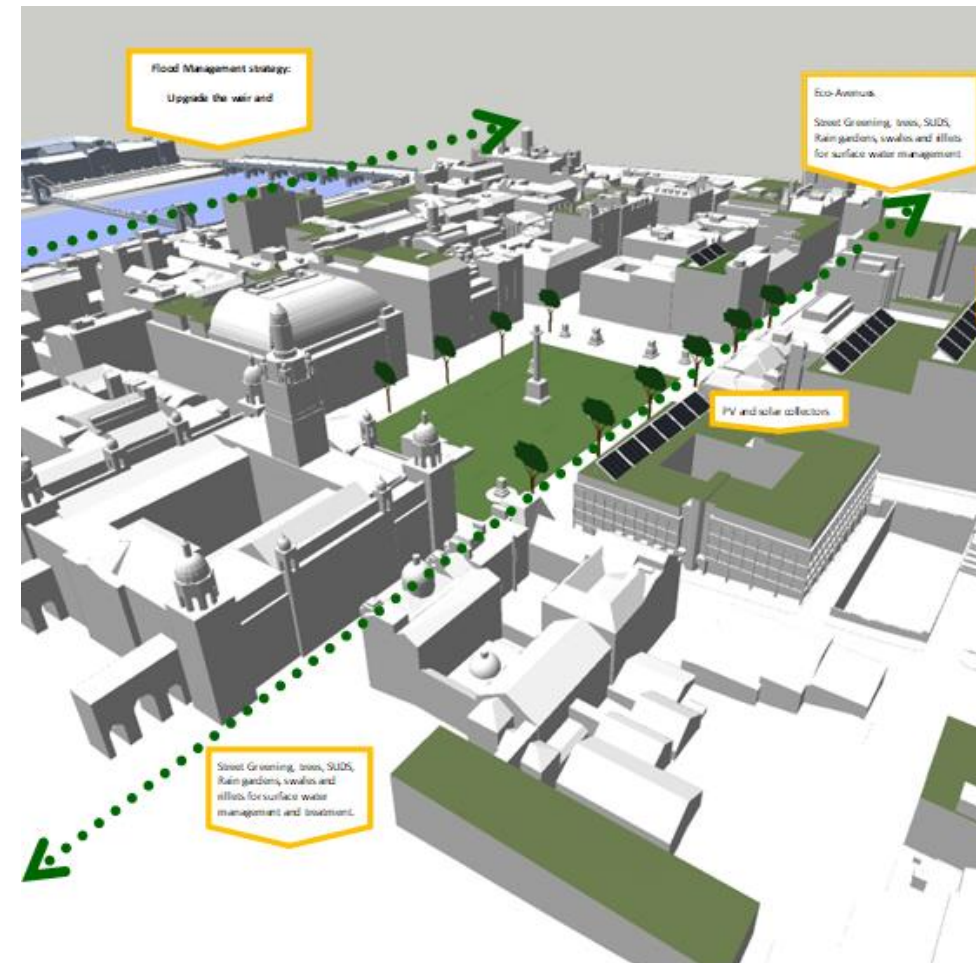 Flood Management strategy:
Upgrade the weir and
Eco-Avenues
Street Greening, trees, SUDS,
Rain gardens, swales and rillets
for surface water management
PV and solar collectors
Street Greening, trees, SUDS,
Rain gardens, swales and
rillets for surface water
management and treatment.